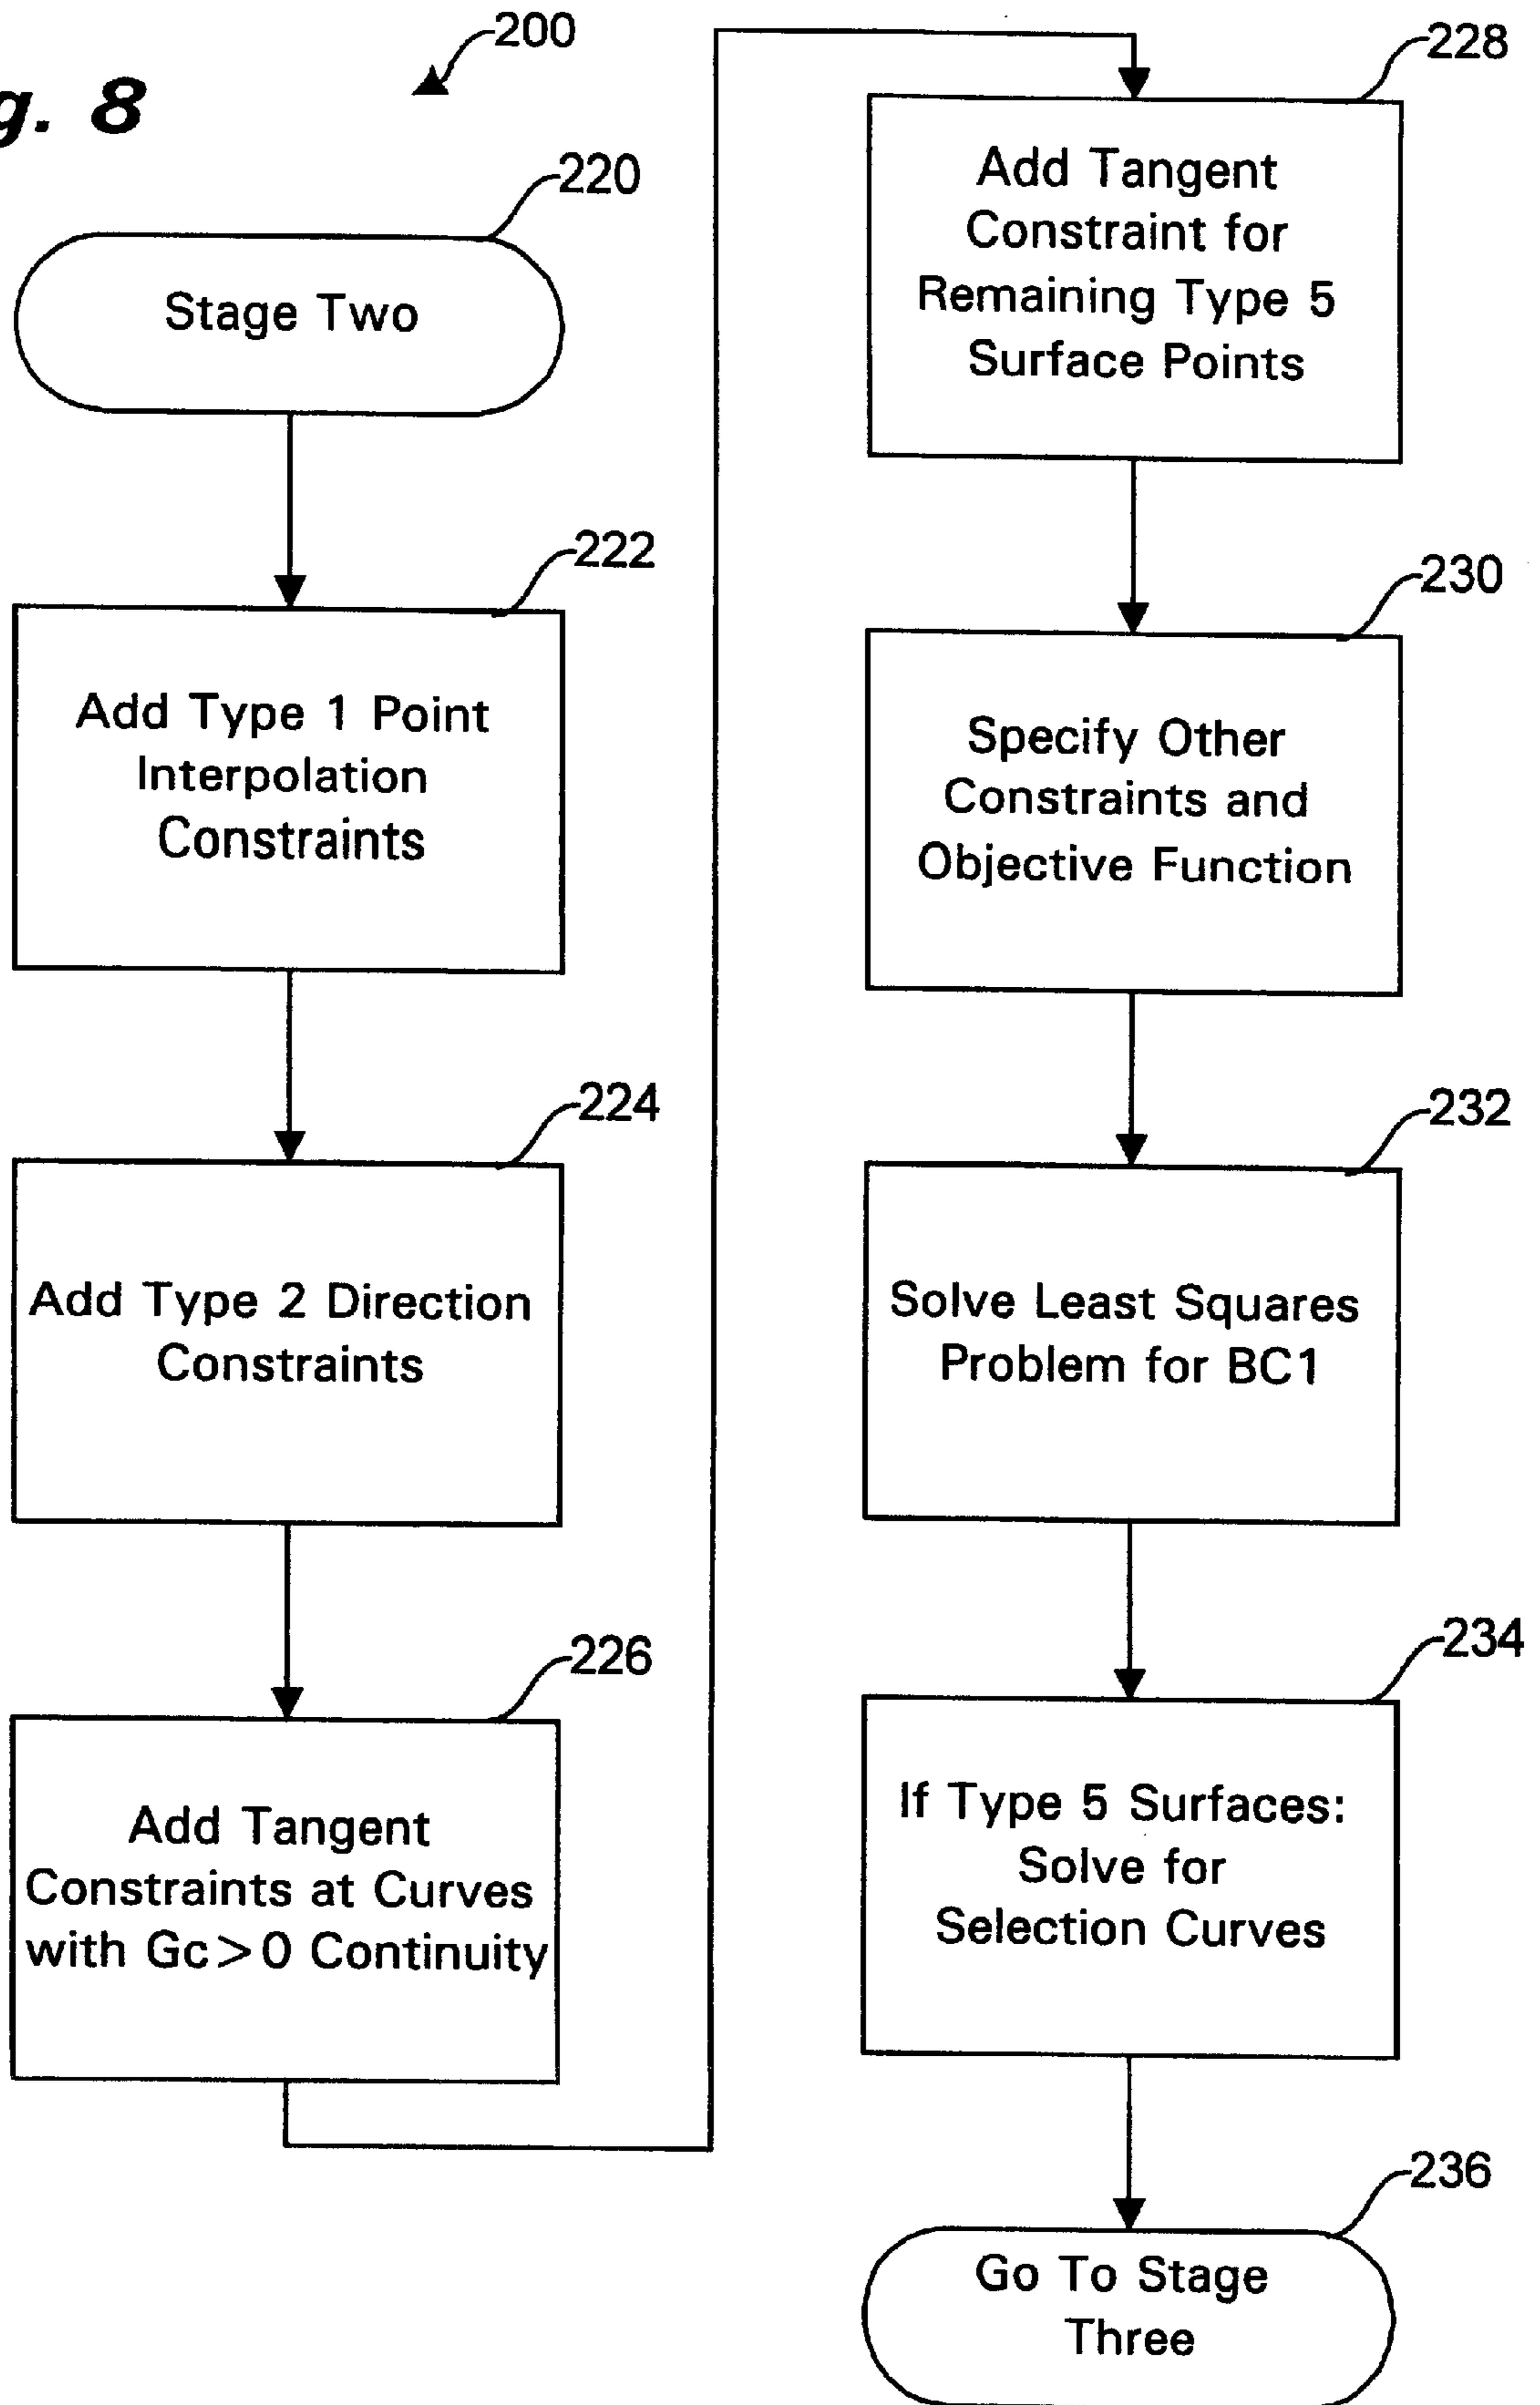 g. 8
200
220
Stage Two
222
Add Type 1 Point
Interpolation
Constraints
224
Add Type 2 Direction
Constraints
226
Add Tangent
Constraints at Curves
with Gc>0 Continuity
228
Add Tangent
Constraint for
Remaining Type 5
Surface Points
230
Specify Other
Constraints and
Objective Function
232
Solve Least Squares
Problem for BC1
234
If Type 5 Surfaces:
Solve for
Selection Curves
236
Go To Stage
Three